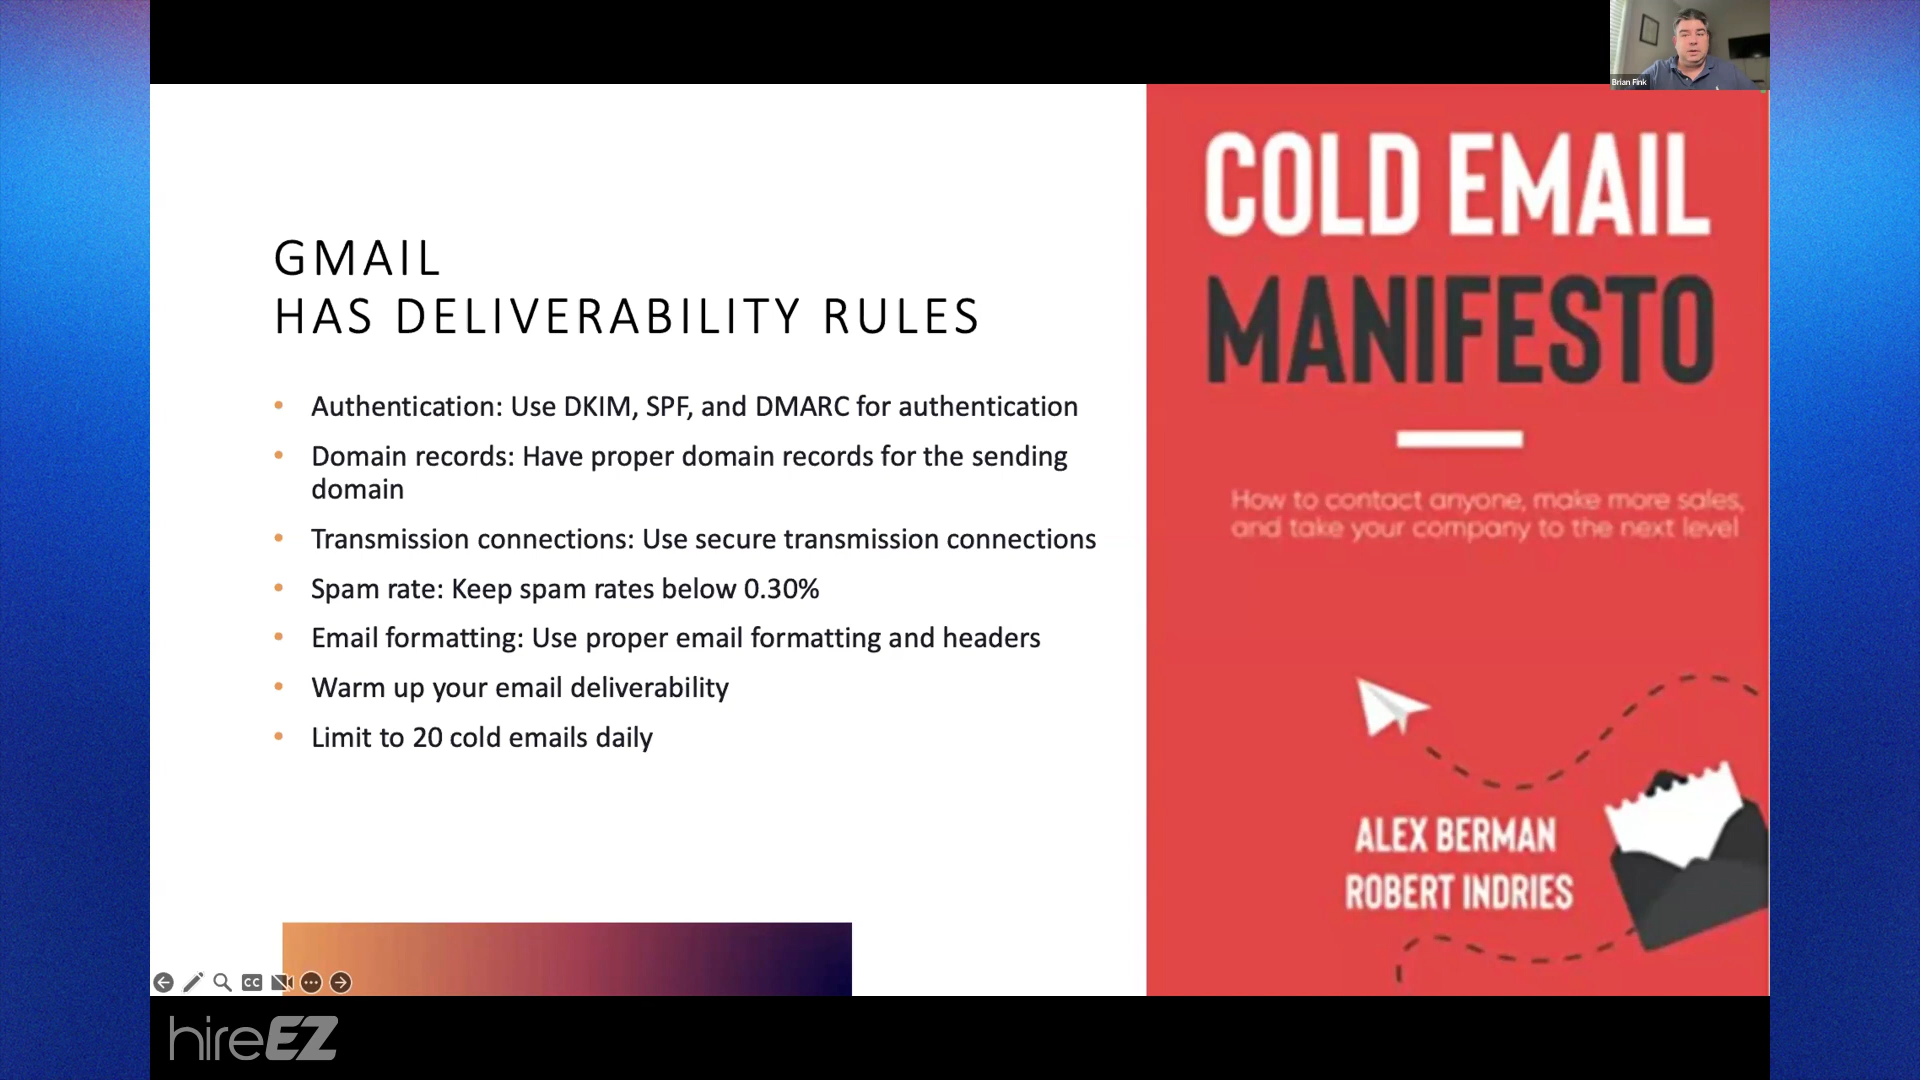 Brian Fink
GMAIL
HAS DELIVERABILITY RULES
• Authentication: Use DKIM, SPF, and DMARC for authentication
• Domain records: Have proper domain records for the sending
domain
• Transmission connections: Use secure transmission connections
• Spam rate: Keep spam rates below 0.30%
• Email formatting: Use proper email formatting and headers
• Warm up your email deliverability
• Limit to 20 cold emails daily
COLD EMAIL
MANIFESTO
How to contact anyone, make more sales,
and take your company to the next level
ALEX BERMAN
ROBERT INDRIES
CC
hireEZ